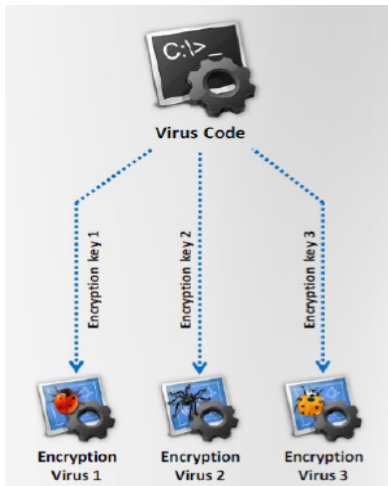 C:\>_
Virus Code
Encryption key 1
Encryption key 2
Encryption key 3
Encryption
Virus 1
Encryption
Virus 2
Encryption
Virus 3